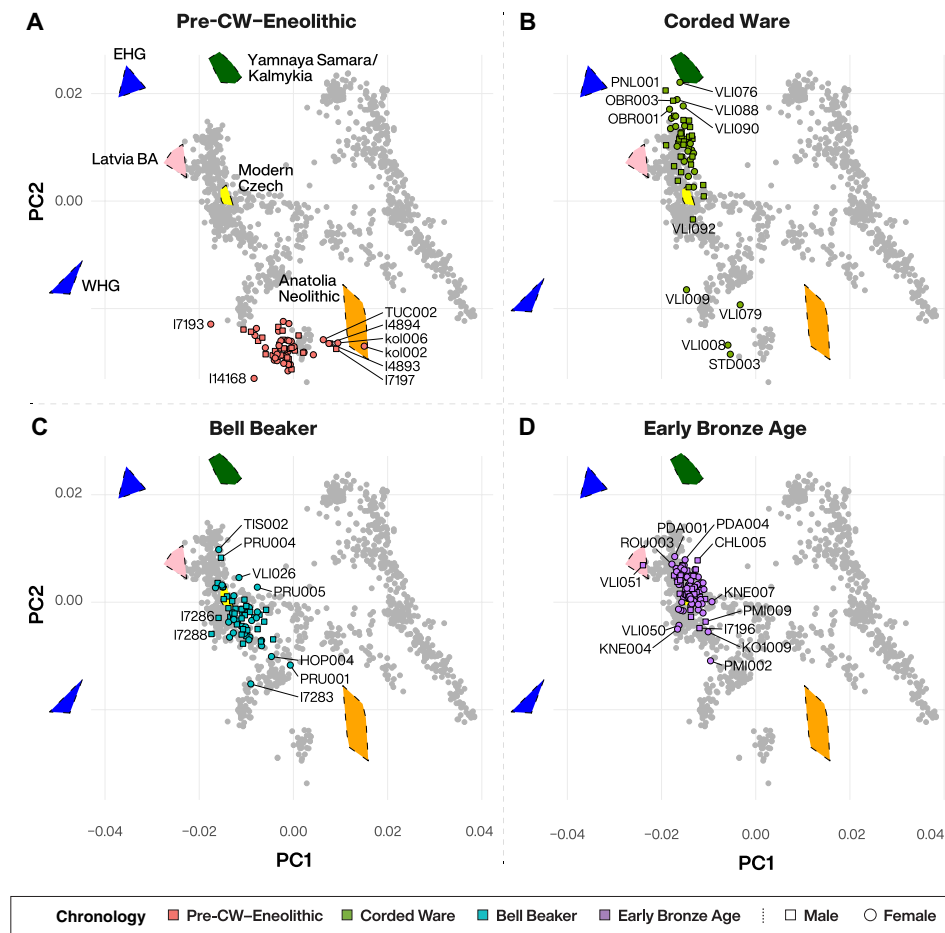 A
Pre-CW–Eneolithic
EHG
Yamnaya Samara/
Kalmykia
0.02
Latvia BA
Modern
Czech
PC2
0.00
WHG
Anatolia
Neolithic
I7193
TUC002
I4894
kol006
kol002
I4893
I7197
I14168
B
Corded Ware
PNL001
VLI076
OBR003
VLI088
OBR001
VLI090
VLI092
VLI009
VLI079
VLI008
STD003
C
Bell Beaker
0.02
TIS002
PRU004
VLI026
PRU005
PC2
0.00
I7286
I7288
HOP004
PRU001
I7283
−0.04
−0.02
0.00
0.02
0.04
PC1
D
Early Bronze Age
PDA001
PDA004
ROU003
CHL005
VLI051
KNE007
PMI009
VLI050
I7196
KNE004
KO1009
PMI002
−0.04
−0.02
0.00
0.02
0.04
PC1
Chronology Pre-CW–Eneolithic Corded Ware Bell Beaker Early Bronze Age Male Female